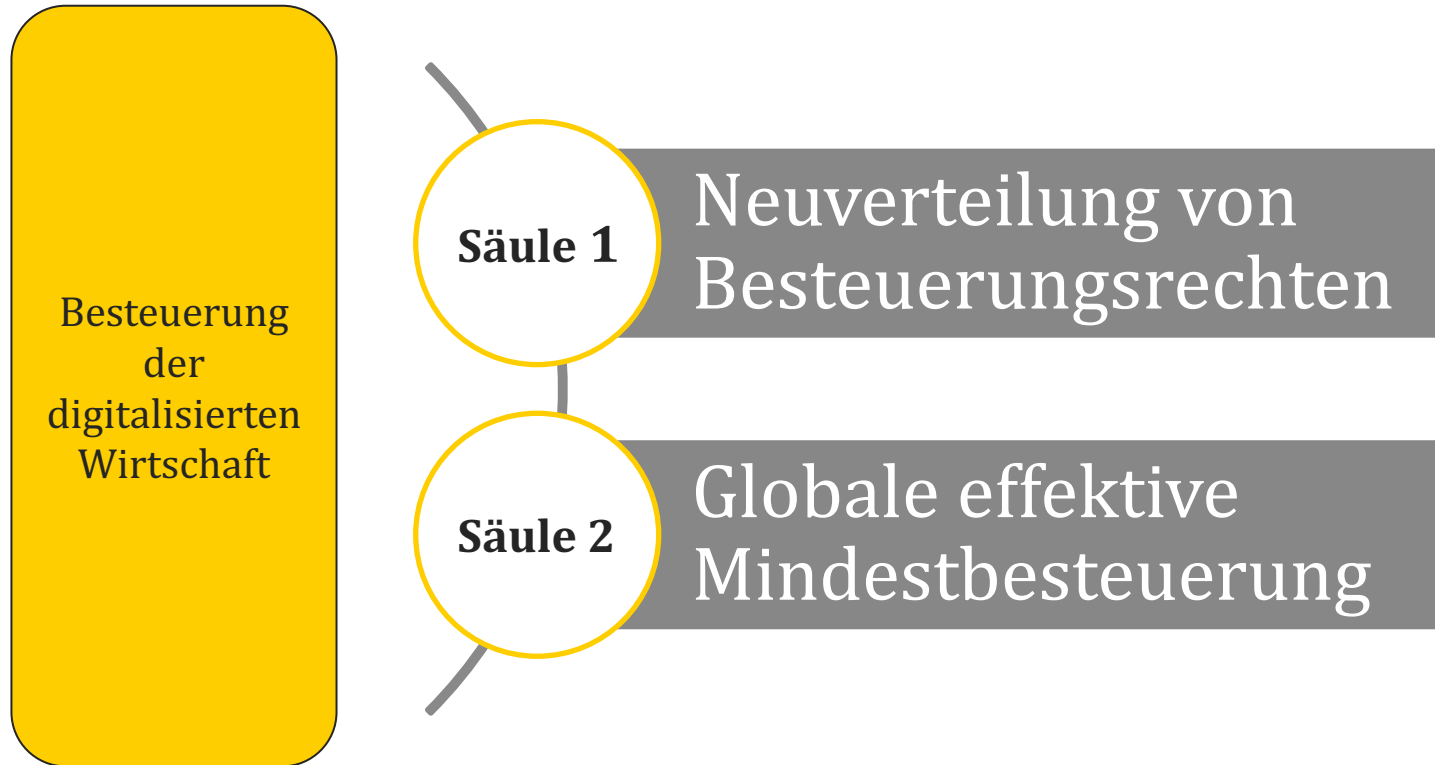 Besteuerung
der
digitalisierten
Wirtschaft
Säule 1
Neuverteilung von
Besteuerungsrechten
Säule 2
Globale effektive
Mindestbesteuerung